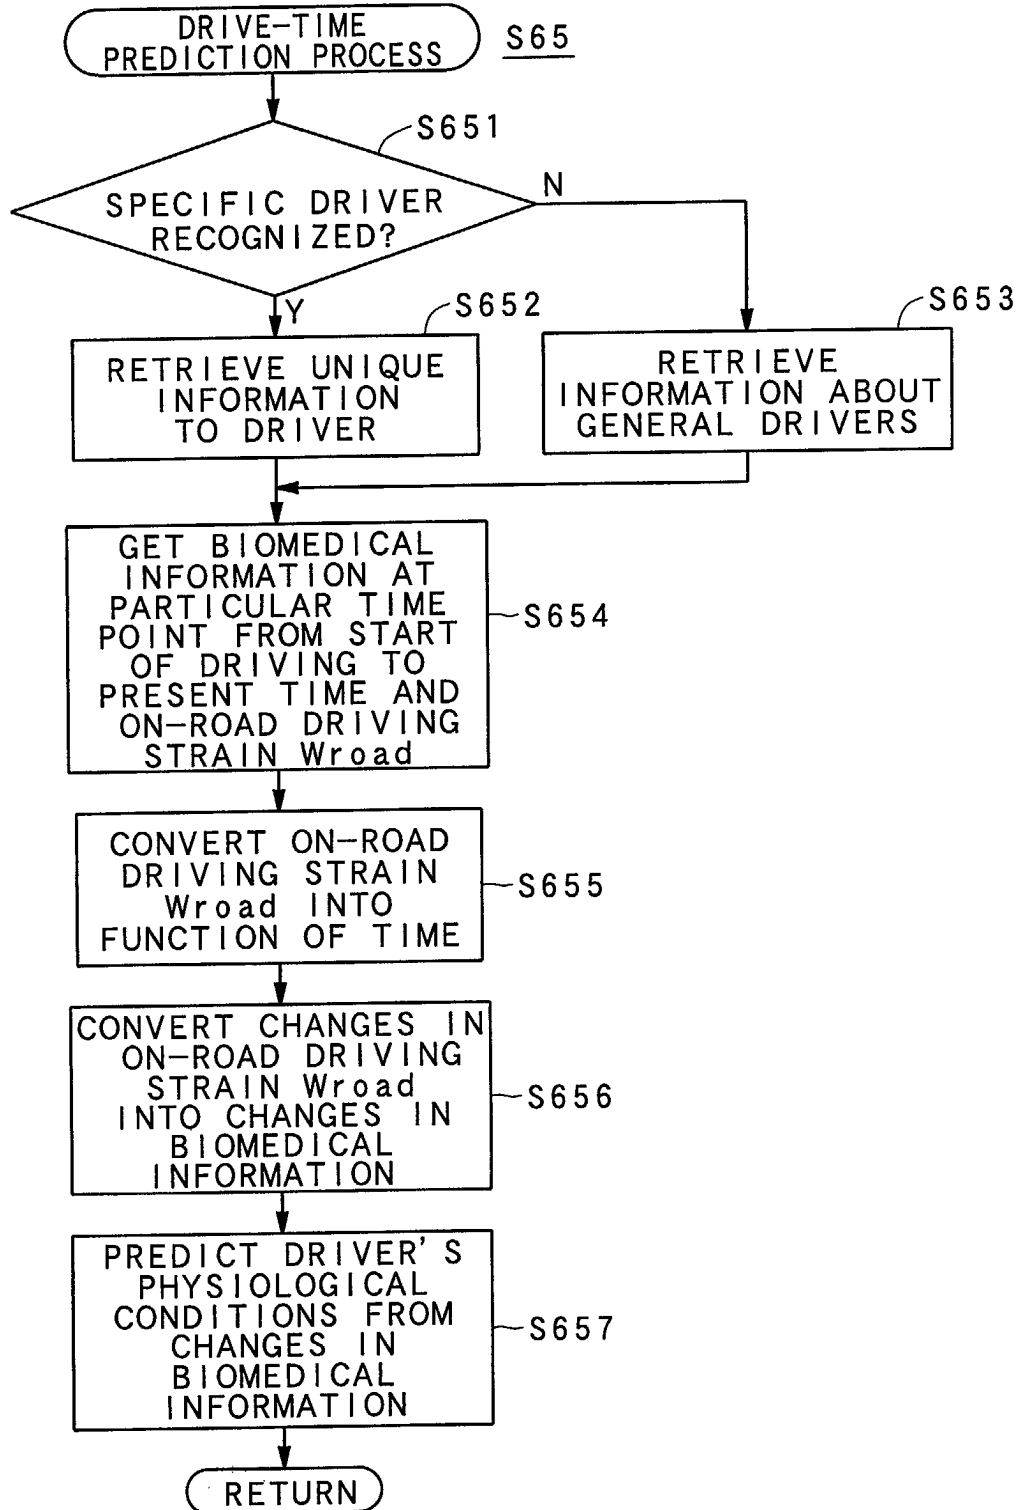 DRIVE-TIME
PREDICTION PROCESS
S65
S651
SPECIFIC DRIVER
RECOGNIZED?
N
Y
S652
RETRIEVE UNIQUE
INFORMATION
TO DRIVER
S653
RETRIEVE
INFORMATION ABOUT
GENERAL DRIVERS
GET BIOMEDICAL
INFORMATION AT
PARTICULAR TIME
POINT FROM START
OF DRIVING TO
PRESENT TIME AND
ON-ROAD DRIVING
STRAIN Wroad
S654
CONVERT ON-ROAD
DRIVING STRAIN
Wroad INTO
FUNCTION OF TIME
S655
CONVERT CHANGES IN
ON-ROAD DRIVING
STRAIN Wroad
INTO CHANGES IN
BIOMEDICAL
INFORMATION
S656
PREDICT DRIVER'S
PHYSIOLOGICAL
CONDITIONS FROM
CHANGES IN
BIOMEDICAL
INFORMATION
S657
RETURN